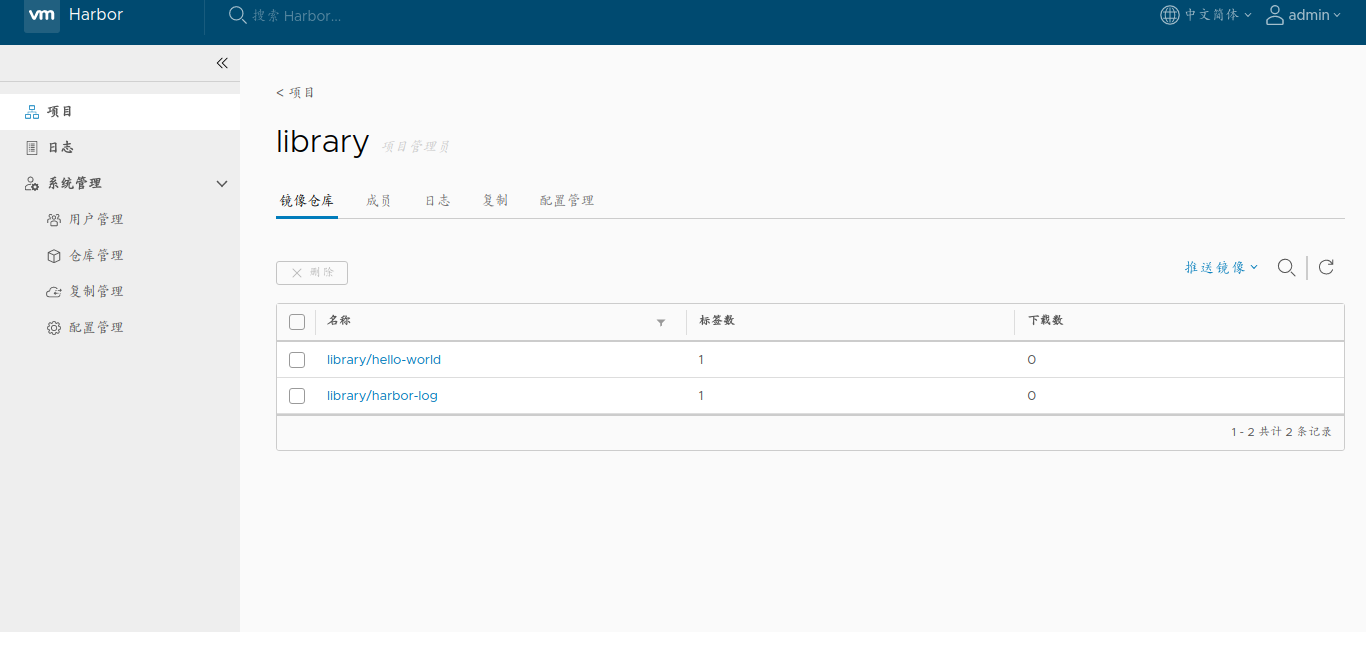 vm Harbor 搜索 Harbor... 中文简体 admin
项目
日志
系统管理
用户管理
仓库管理
复制管理
配置管理
< 项目
library 项目管理员
镜像仓库 成员 日志 复制 配置管理
删除 推送镜像
名称 标签数 下载数
library/hello-world 1 0
library/harbor-log 1 0
1 - 2 共计 2 条记录